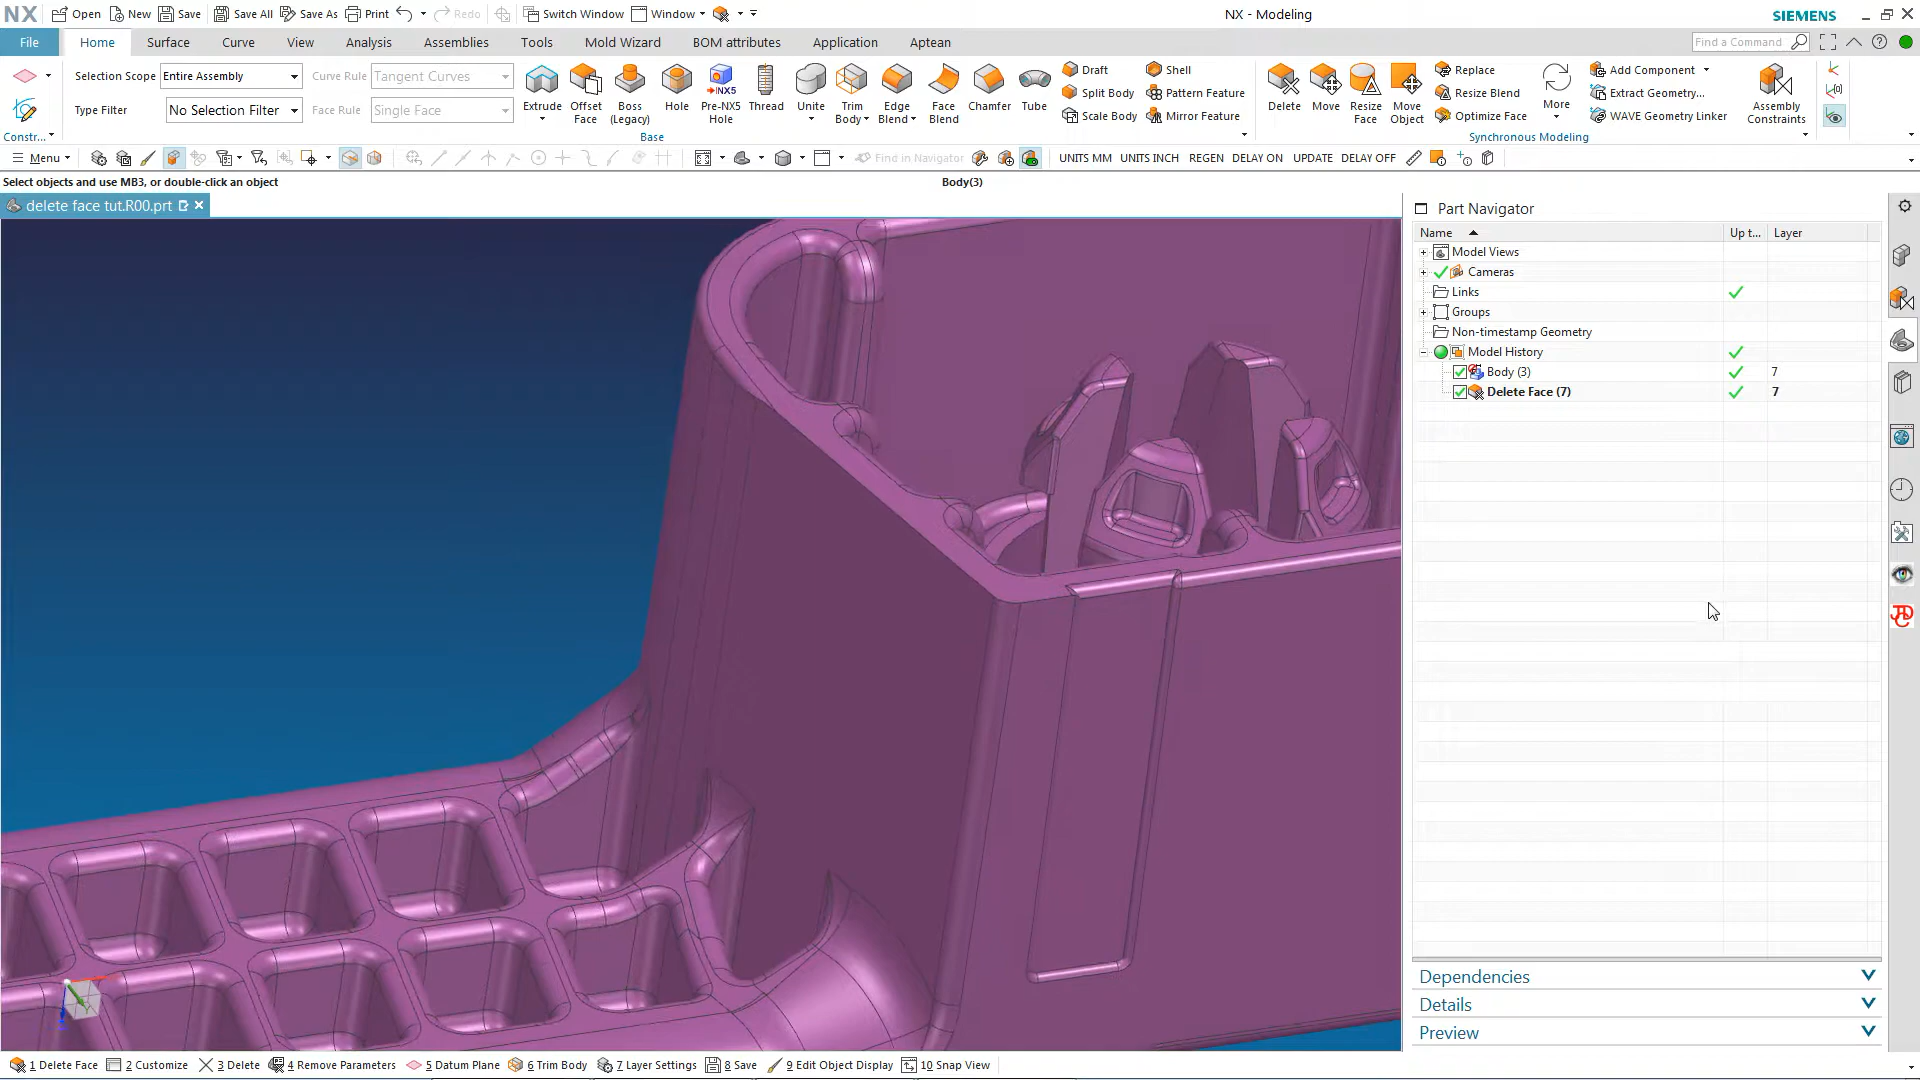 NX Open New Save Save All Save As Print Redo Switch Window Window NX - Modeling SIEMENS
File Home Surface Curve View Analysis Assemblies Tools Mold Wizard BOM attributes Application Aptean Find a Command
Selection Scope Entire Assembly Curve Rule Tangent Curves
Type Filter No Selection Filter Face Rule Single Face
Constr...
Extrude
Offset Face
Boss (Legacy)
Hole
NX5
Pre-NX5 Hole
Thread
Unite
Trim Body
Edge Blend
Face Blend
Chamfer
Tube
Draft
Split Body
Scale Body
Shell
Pattern Feature
Mirror Feature
Base
Delete
Move
Resize Face
Move Object
Replace
Resize Blend
Optimize Face
More
Synchronous Modeling
Add Component
Extract Geometry...
WAVE Geometry Linker
Assembly Constraints
Menu Find in Navigator UNITS MM UNITS INCH REGEN DELAY ON UPDATE DELAY OFF
Select objects and use MB3, or double-click an object Body(3)
delete face tut.R00.prt
Part Navigator
Name Up t... Layer
Model Views
Cameras
Links
Groups
Non-timestamp Geometry
Model History
Body (3) 7
Delete Face (7) 7
Dependencies
Details
Preview
1 Delete Face 2 Customize 3 Delete 4 Remove Parameters 5 Datum Plane 6 Trim Body 7 Layer Settings 8 Save 9 Edit Object Display 10 Snap View